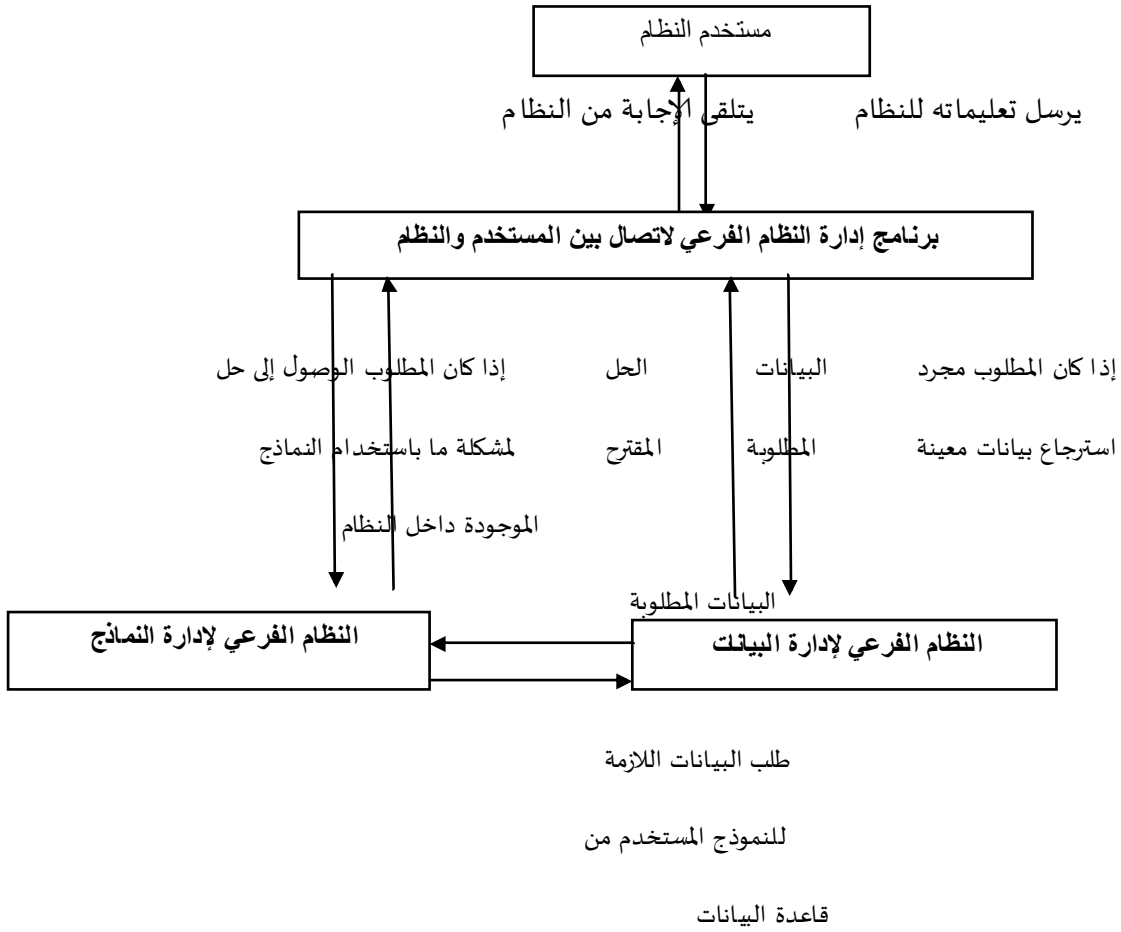 مستخدم النظام
يرسل تعليماته للنظام
يتلقى الإجابة من النظام
برنامج إدارة النظام الفرعي لاتصال بين المستخدم والنظام
إذا كان المطلوب مجرد
استرجاع بيانات معينة
البيانات
المطلوبة
الحل
المقترح
إذا كان المطلوب الوصول إلى حل
لمشكلة ما باستخدام النماذج
الموجودة داخل النظام
البيانات المطلوبة
النظام الفرعي لإدارة البيانات
النظام الفرعي لإدارة النماذج
طلب البيانات اللازمة
للنموذج المستخدم من
قاعدة البيانات